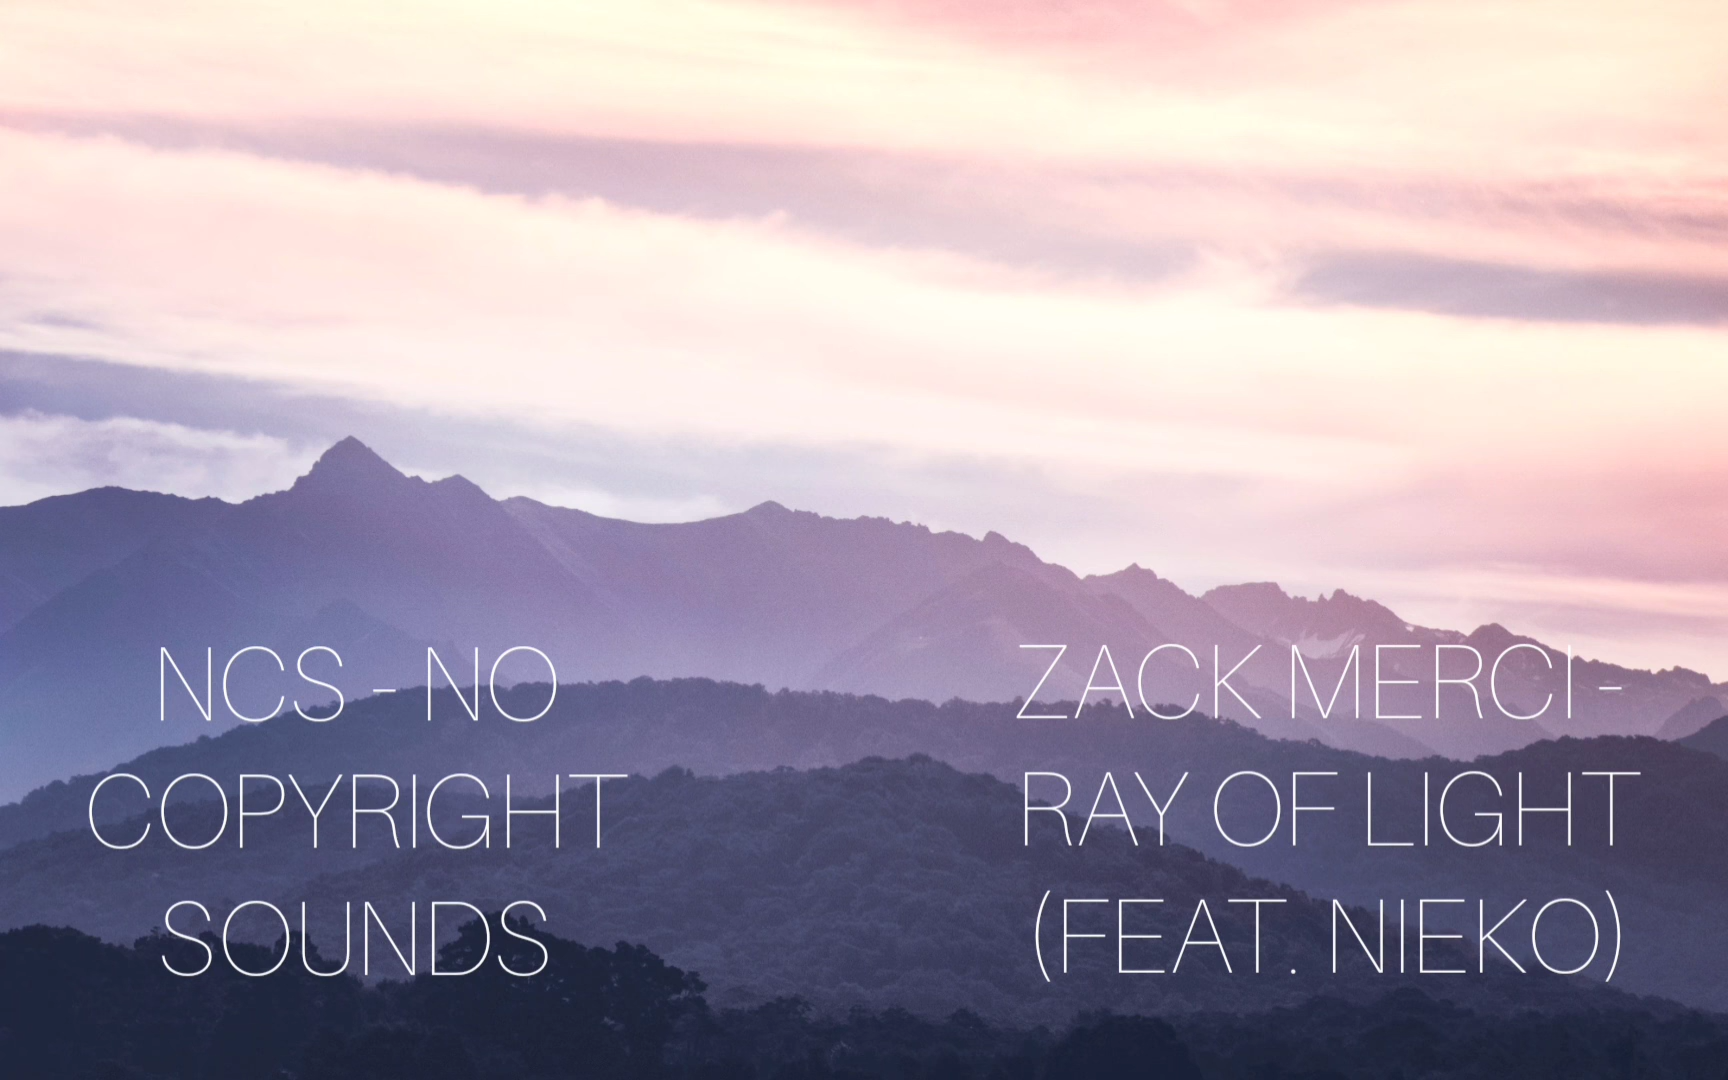 NCS - NO
COPYRIGHT
SOUNDS
ZACK MERCI -
RAY OF LIGHT
(FEAT. NIEKO)